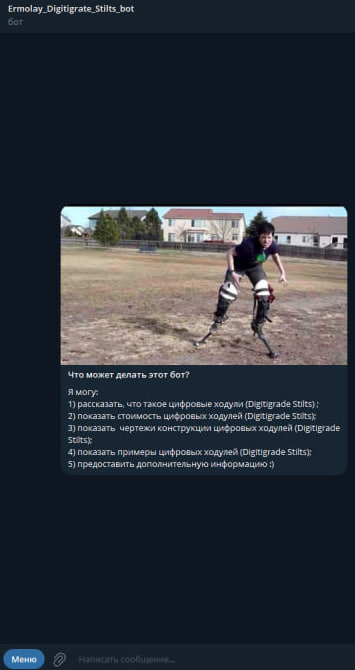 Ermolay_Digitigrade_Stilts_bot
бот
Что может делать этот бот?
Я могу:
1) рассказать, что такое цифровые ходули (Digitigrade Stilts) ;
2) показать стоимость цифровых ходулей (Digitigrade Stilts);
3) показать  чертежи конструкции цифровых ходулей (Digitigrade
Stilts);
4) показать примеры цифровых ходулей (Digitigrade Stilts);
5) предоставить дополнительную информацию :)
Меню
Написать сообщение...